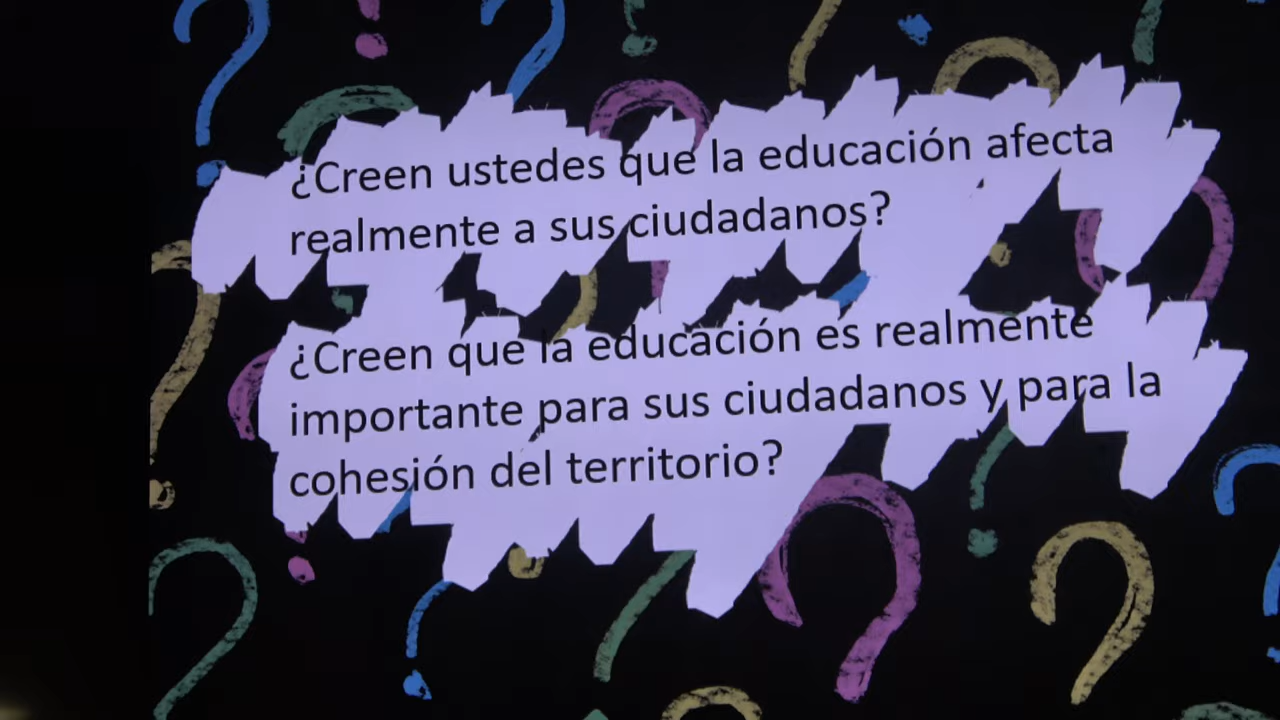 ¿Creen ustedes que la educación afecta
realmente a sus ciudadanos?
¿Creen que la educación es realmente
importante para sus ciudadanos y para la
cohesión del territorio?